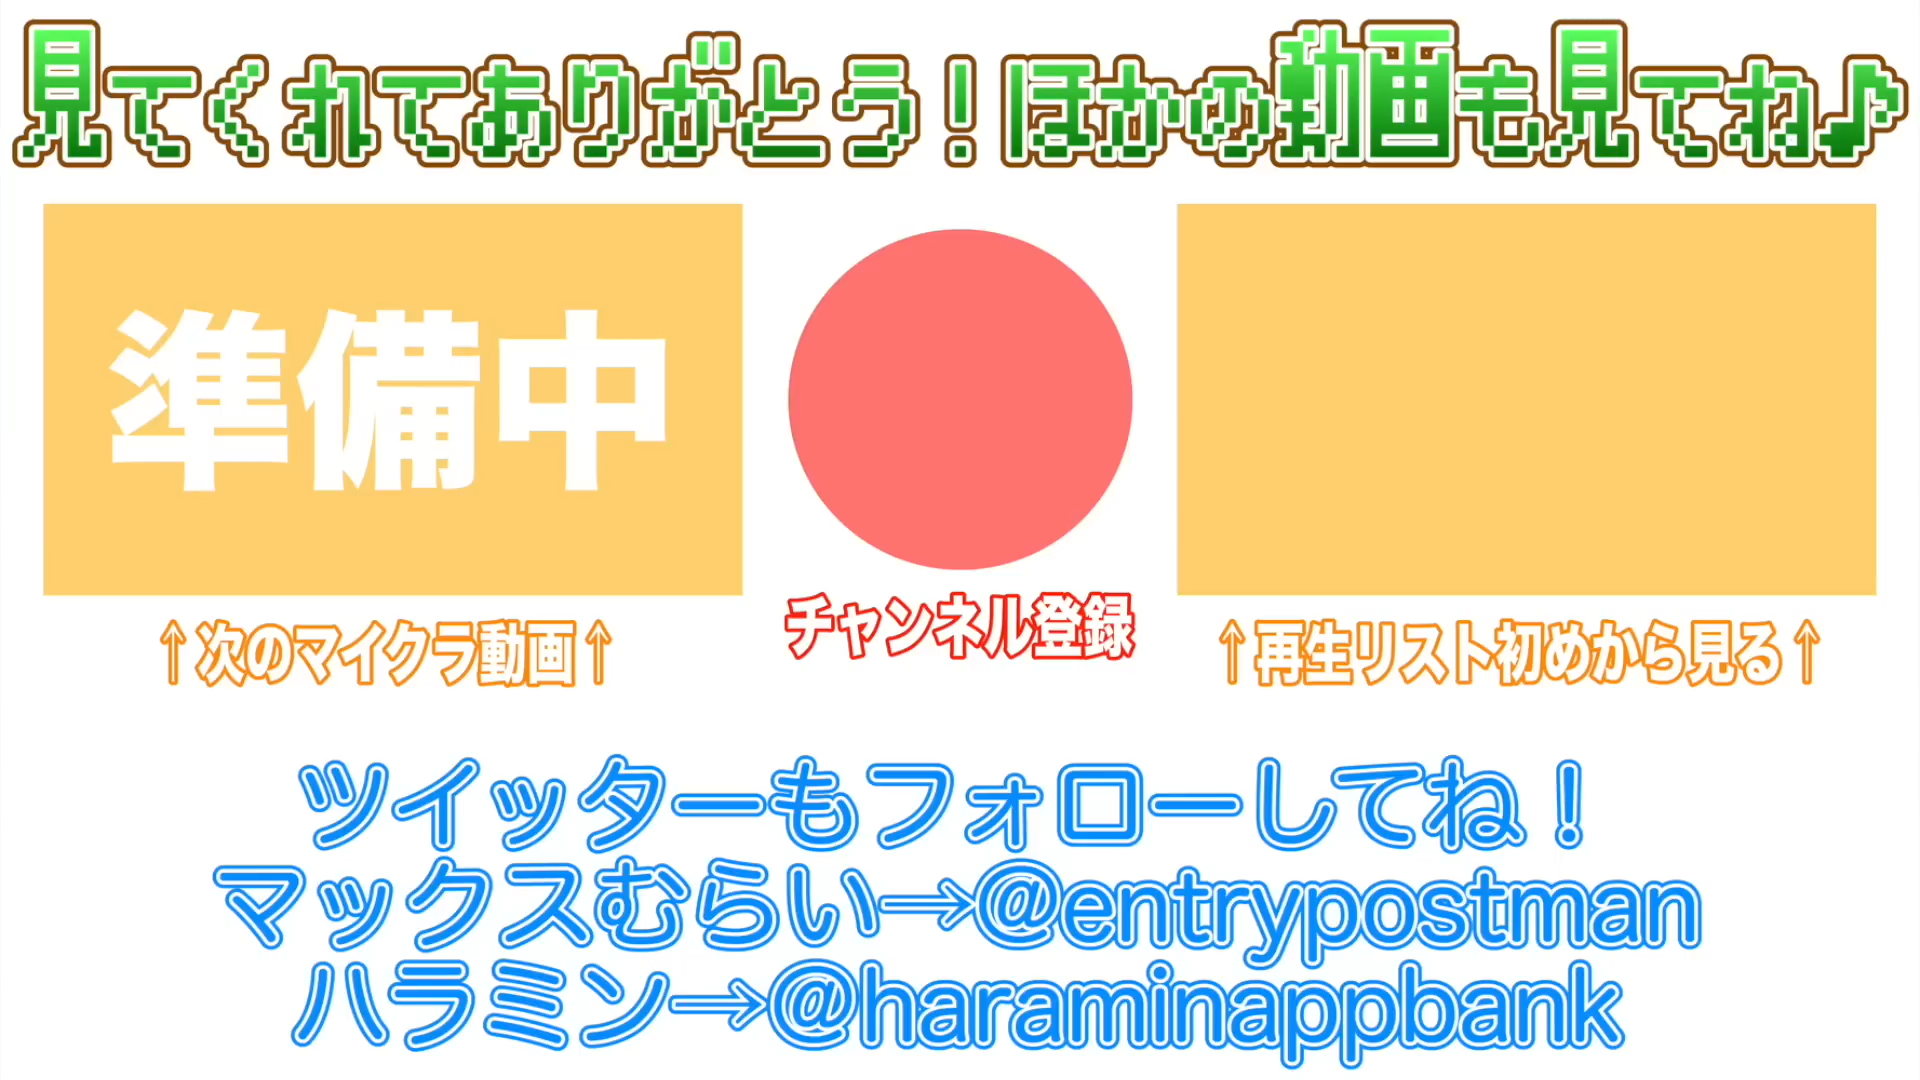 見てくれてありがとう！ほかの動画も見てね♪
準備中
チャンネル登録
↑次のマイクラ動画↑
↑再生リスト初めから見る↑
ツイッターもフォローしてね！
マックスむらい→@entrypostman
ハラミン→@haraminappbank